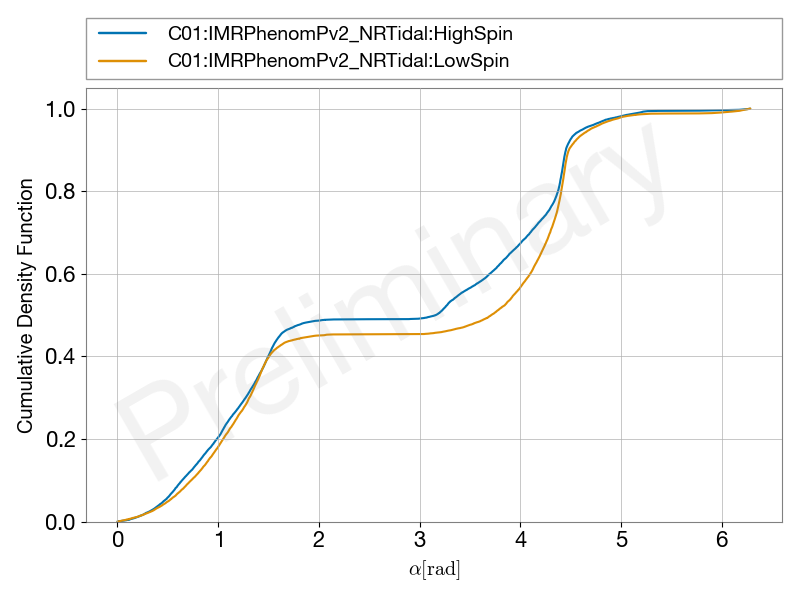 C01:IMRPhenomPv2_NRTidal:HighSpin
C01:IMRPhenomPv2_NRTidal:LowSpin
1.0
0.8
0.6
0.4
0.2
0.0
Cumulative Density Function
Preliminary
0 1 2 3 4 5 6
α[rad]